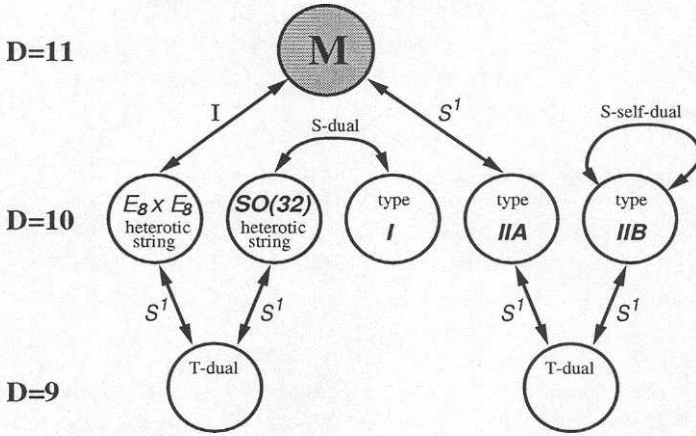 D=11
M
I
S-dual
S¹
S-self-dual
D=10
E₈ x E₈
heterotic
string
SO(32)
heterotic
string
type
I
type
IIA
type
IIB
S¹
S¹
S¹
S¹
T-dual
T-dual
D=9